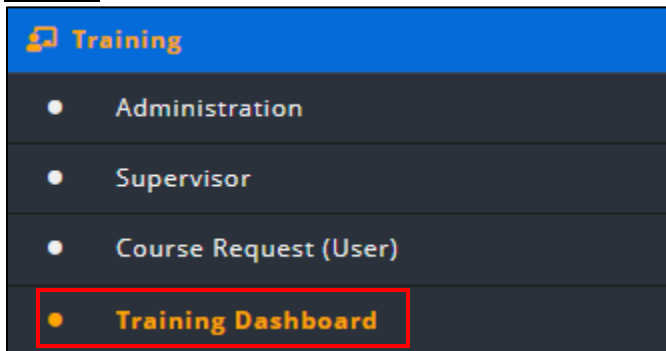 Training
Administration
Supervisor
Course Request (User)
Training Dashboard